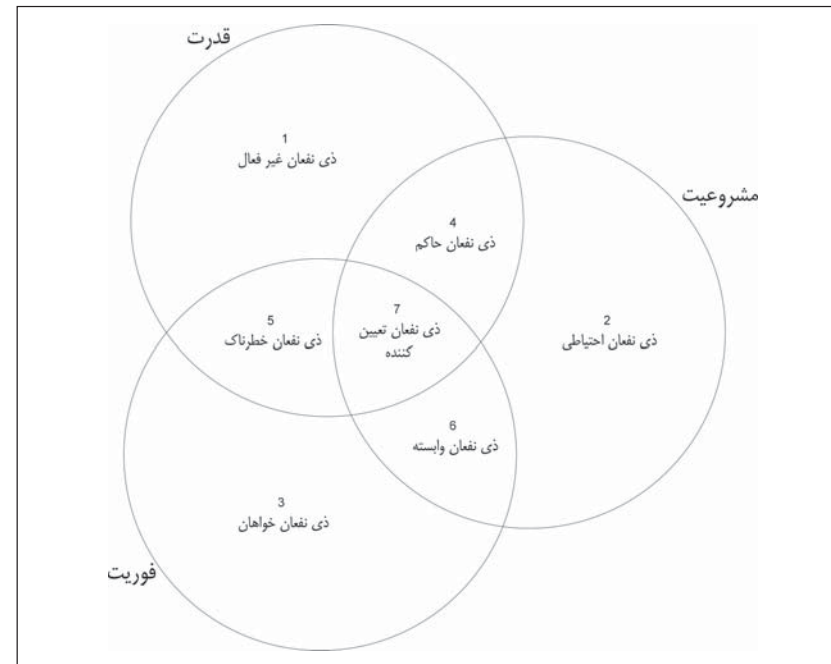 قدرت
1
ذی نفعان غیر فعال
مشروعیت
4
ذی نفعان حاکم
7
ذی نفعان تعیین
کننده
5
ذی نفعان خطرناک
2
ذی نفعان احتیاطی
6
ذی نفعان وابسته
3
ذی نفعان خواهان
فوریت